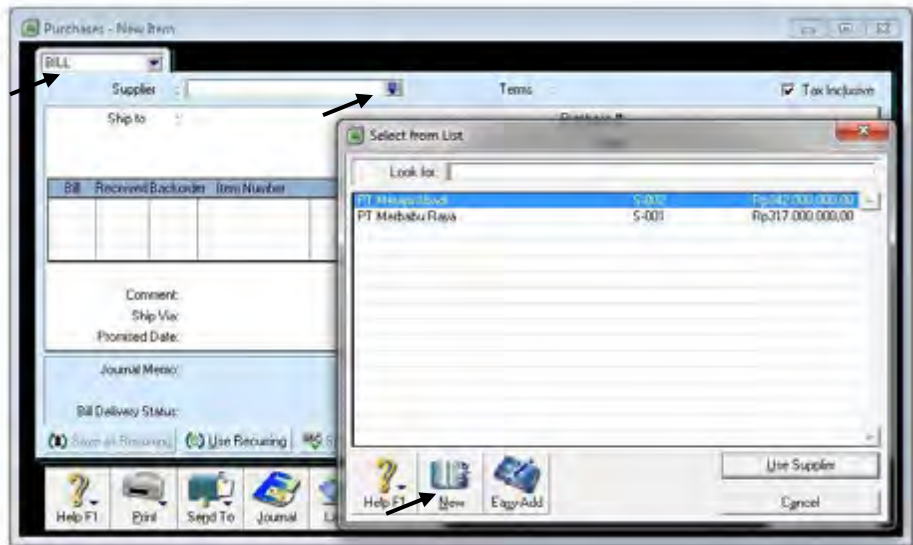 Purchases - New Item
BILL
Supplier :
Terms
Tax Inclusive
Ship to :
Select from List
Look for:
Bill Received Backorder Item Number
PT Merapi Abadi S-002 Rp342.000.000,00
PT Merbabu Raya S-001 Rp317.000.000,00
Comment:
Ship Via:
Promised Date:
Journal Memo:
Bill Delivery Status:
Save as Recurring Use Recurring
Use Supplier
Help F1 New Easy-Add
Cancel
Help F1 Print Send To Journal